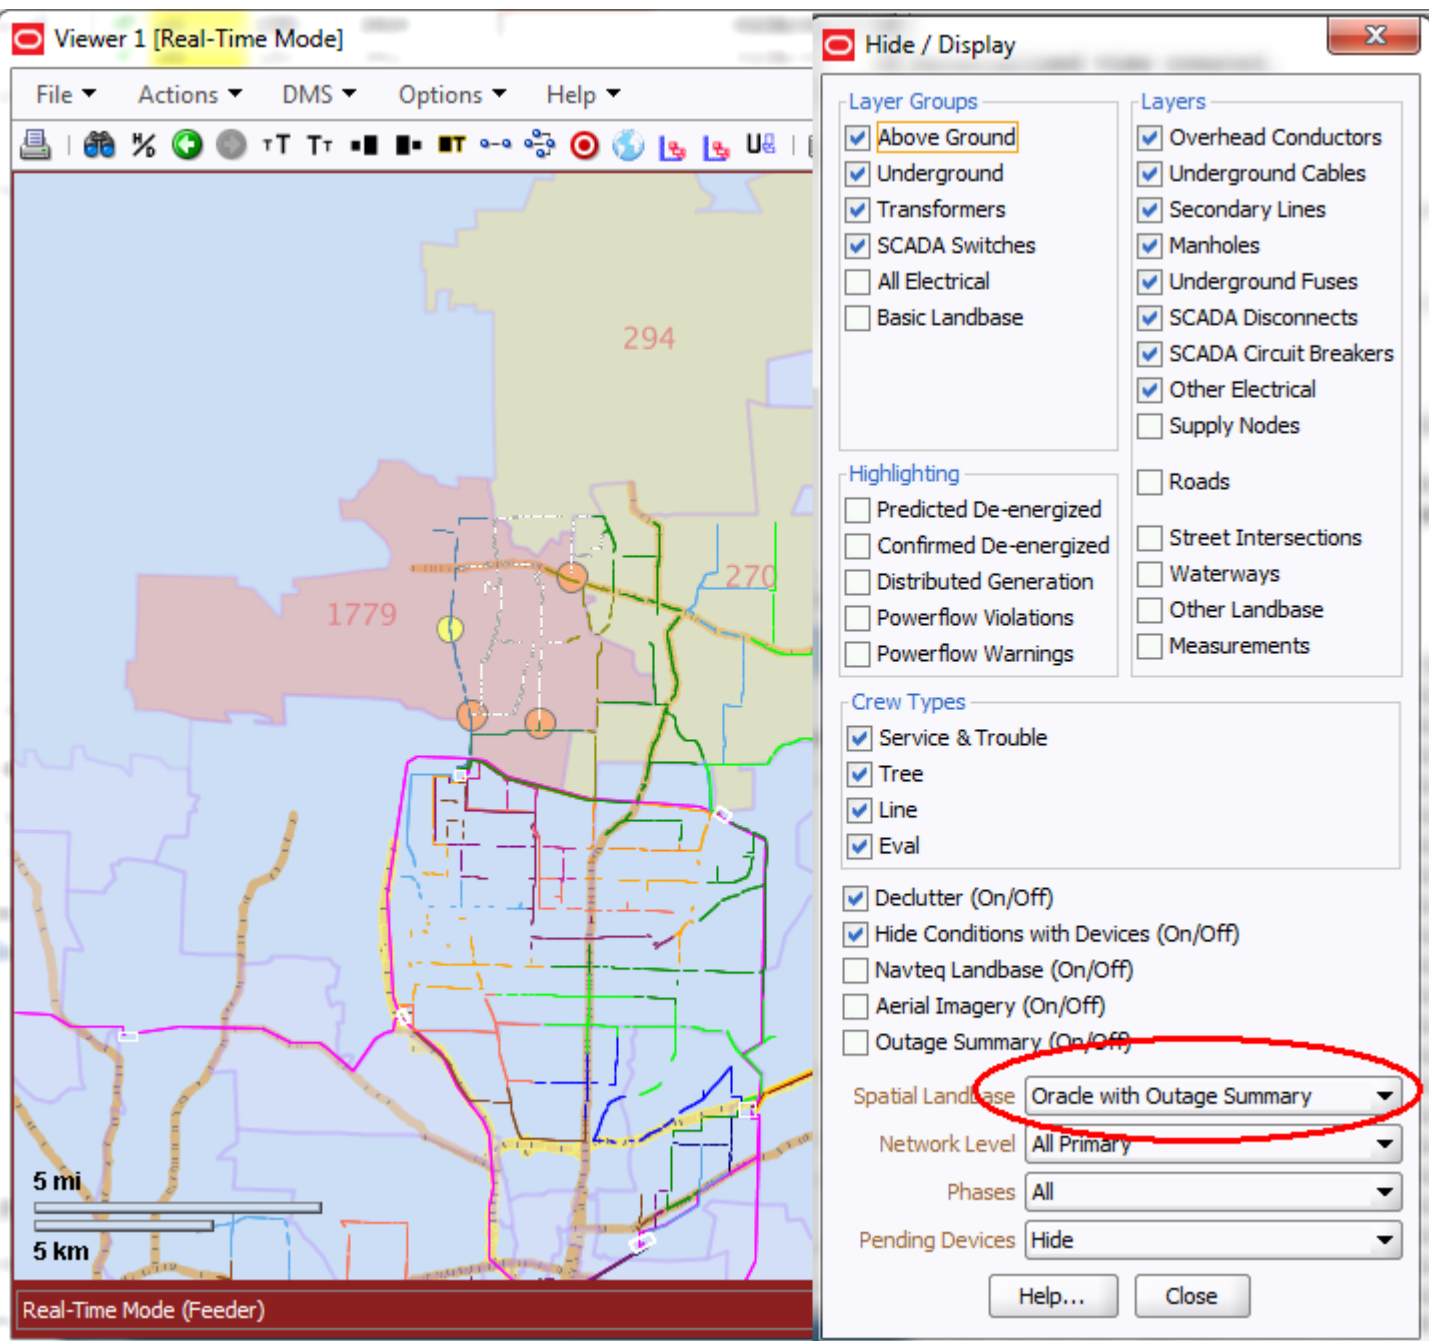 Viewer 1 [Real-Time Mode]
File Actions DMS Options Help
294
270
1779
5 mi
5 km
Real-Time Mode (Feeder)
Hide / Display
Layer Groups
Above Ground
Underground
Transformers
SCADA Switches
All Electrical
Basic Landbase
Layers
Overhead Conductors
Underground Cables
Secondary Lines
Manholes
Underground Fuses
SCADA Disconnects
SCADA Circuit Breakers
Other Electrical
Supply Nodes
Roads
Street Intersections
Waterways
Other Landbase
Measurements
Highlighting
Predicted De-energized
Confirmed De-energized
Distributed Generation
Powerflow Violations
Powerflow Warnings
Crew Types
Service & Trouble
Tree
Line
Eval
Declutter (On/Off)
Hide Conditions with Devices (On/Off)
Navteq Landbase (On/Off)
Aerial Imagery (On/Off)
Outage Summary (On/Off)
Spatial Landbase Oracle with Outage Summary
Network Level All Primary
Phases All
Pending Devices Hide
Help... Close